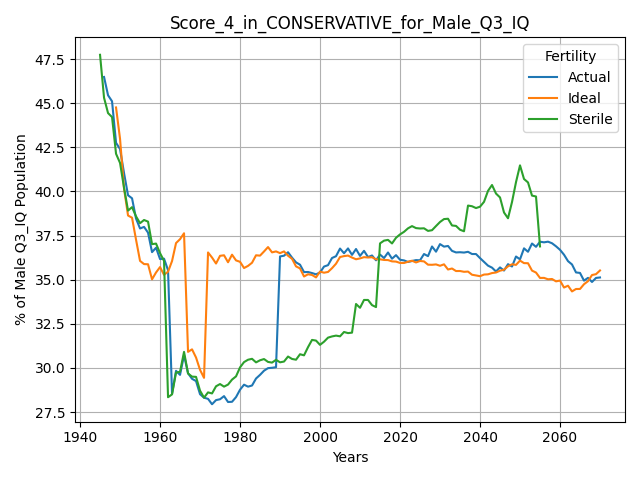 Score_4_in_CONSERVATIVE_for_Male_Q3_IQ
Fertility
Actual
Ideal
Sterile
% of Male Q3_IQ Population
47.5
45.0
42.5
40.0
37.5
35.0
32.5
30.0
27.5
1940 1960 1980 2000 2020 2040 2060
Years